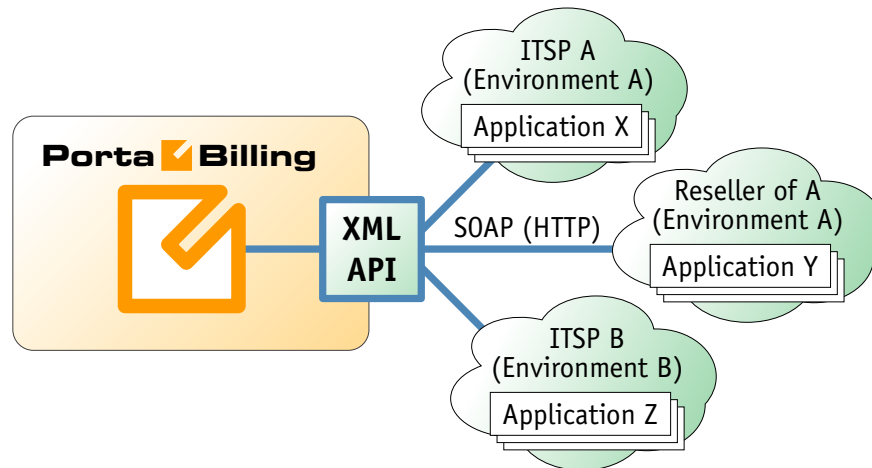 Porta Billing
XML
API
SOAP (HTTP)
ITSP A
(Environment A)
Application X
Reseller of A
(Environment A)
Application Y
ITSP B
(Environment B)
Application Z